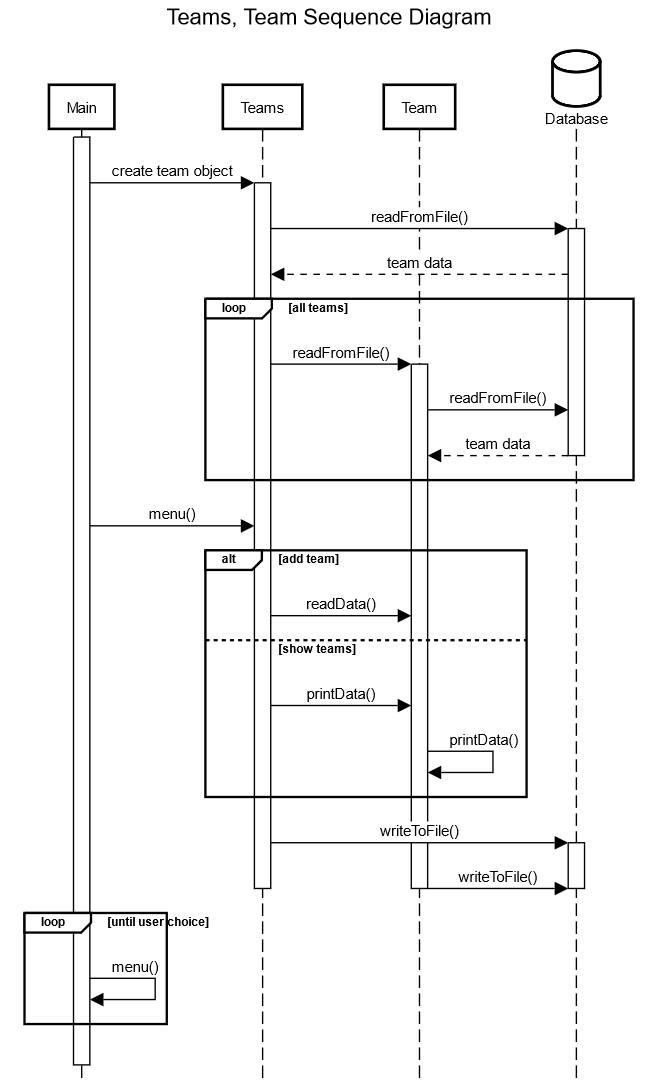 Teams, Team Sequence Diagram
Main
Teams
Team
Database
create team object
readFromFile()
team data
loop [all teams]
readFromFile()
readFromFile()
team data
menu()
alt [add team]
readData()
[show teams]
printData()
printData()
writeToFile()
writeToFile()
loop [until user choice]
menu()